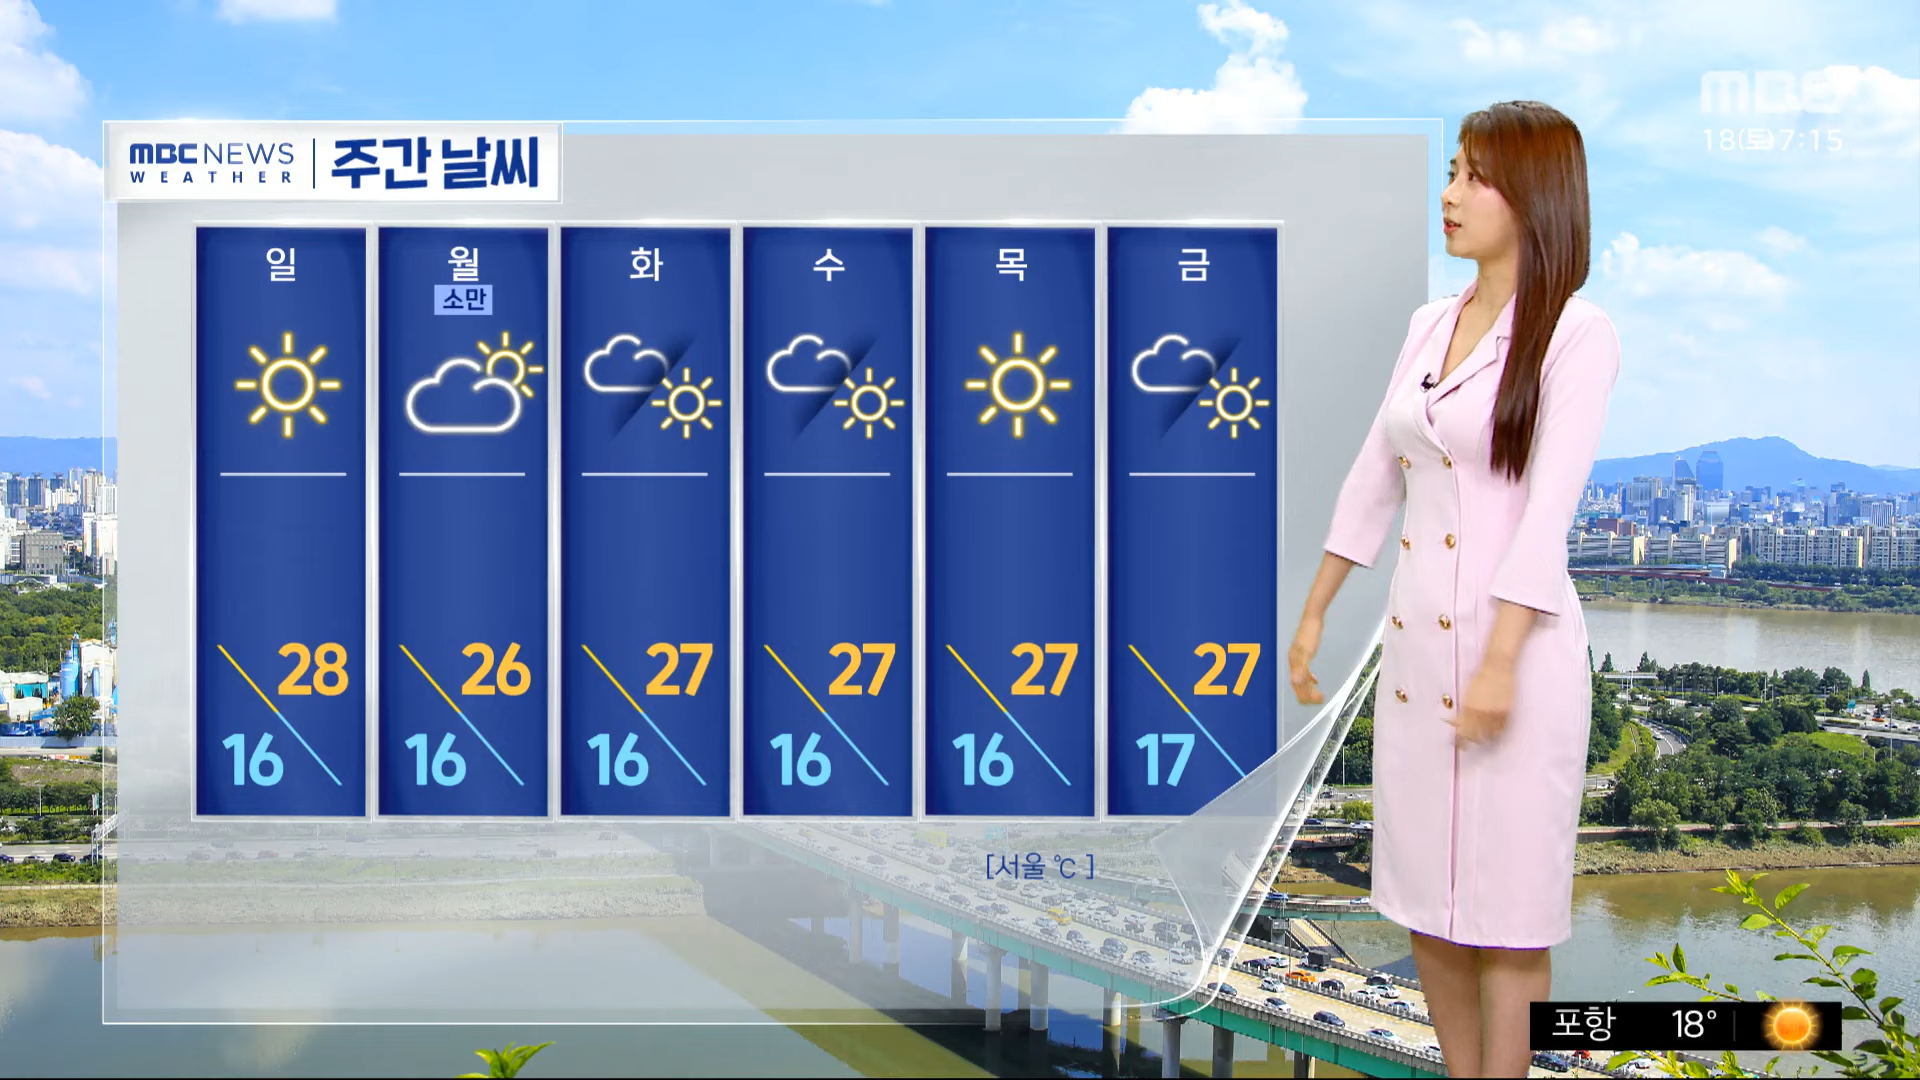 MBC NEWS
WEATHER
주간 날씨
MBC
18(토) 7:15
일 월 화 수 목 금
소만
28 26 27 27 27 27
16 16 16 16 16 17
[서울 ℃]
포항 18°